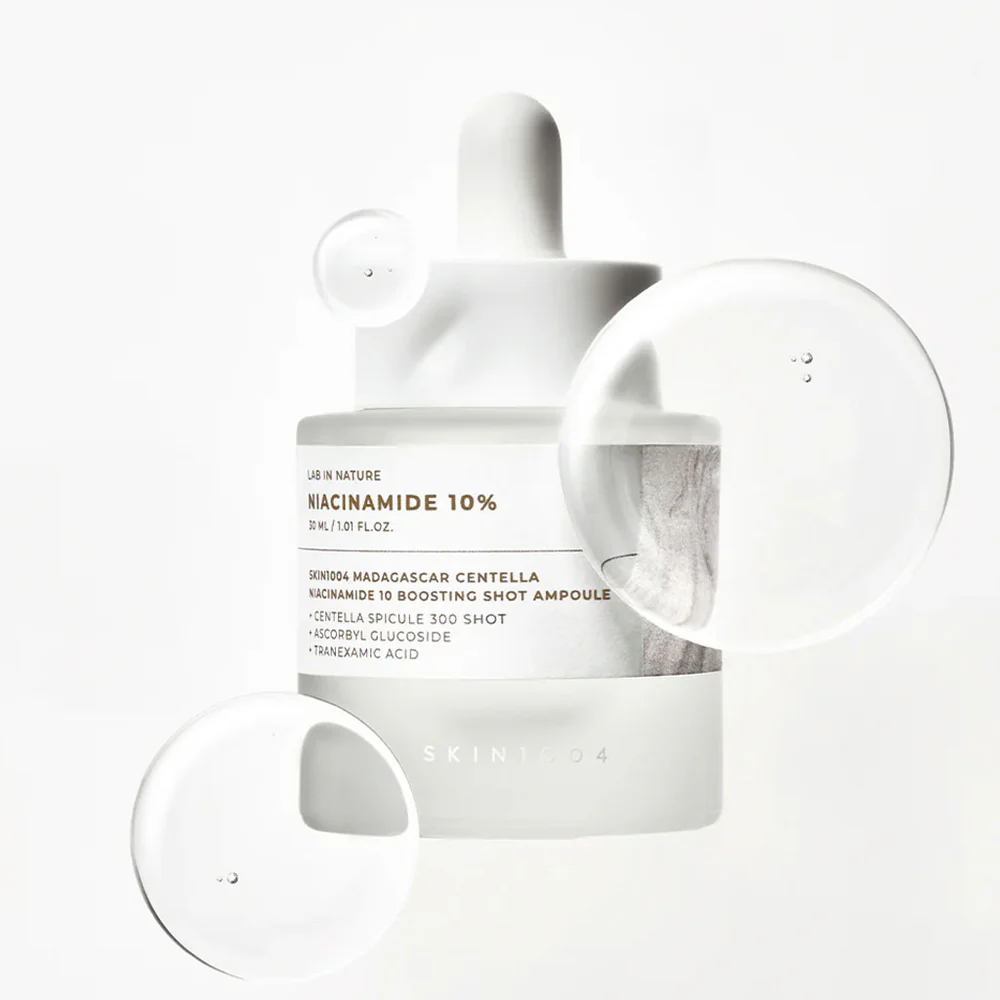 LAB IN NATURE
NIACINAMIDE 10%
30 ML / 1.01 FL.OZ.
SKIN1004 MADAGASCAR CENTELLA
NIACINAMIDE 10 BOOSTING SHOT AMPOULE
+ CENTELLA SPICULE 300 SHOT
+ ASCORBYL GLUCOSIDE
+ TRANEXAMIC ACID
SKIN1004